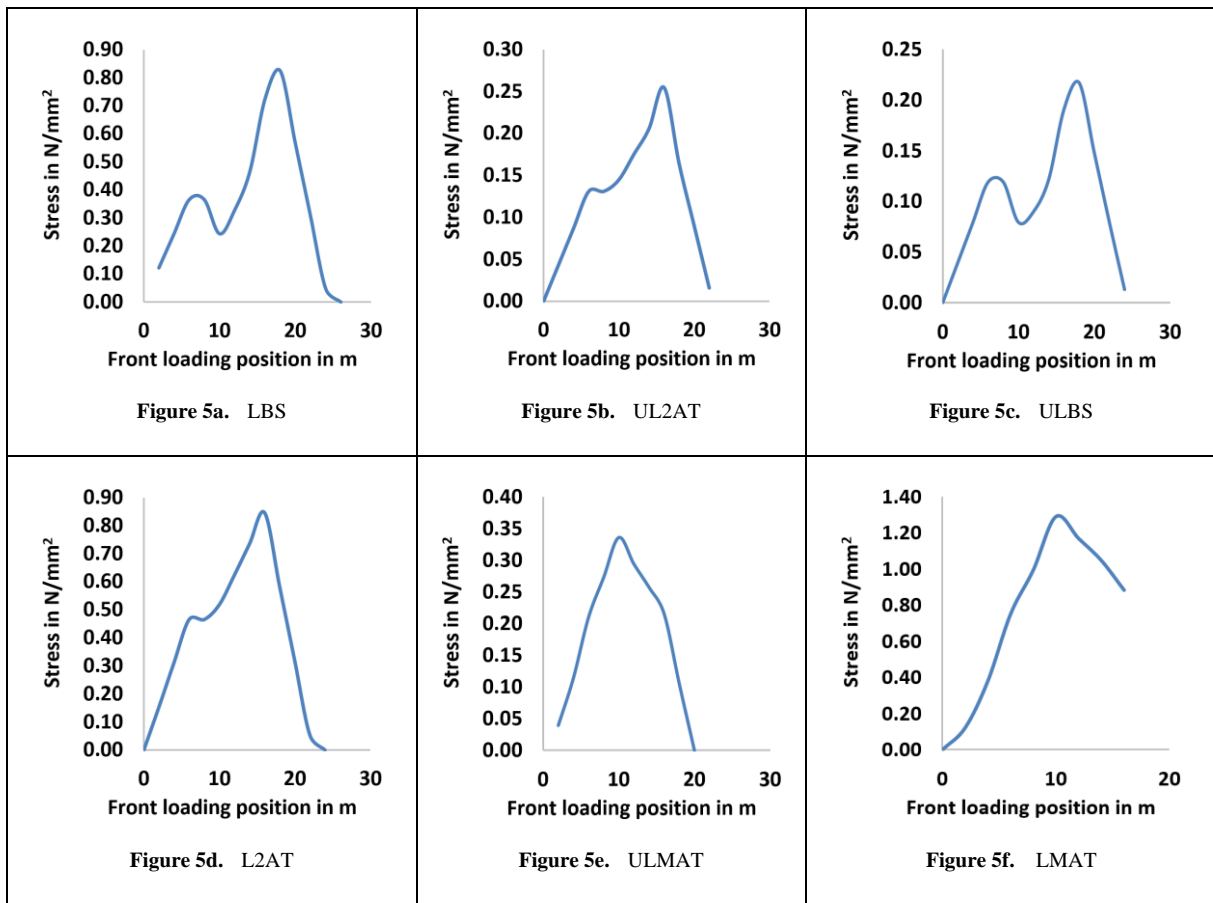 0.90
0.80
0.70
0.60
0.50
0.40
0.30
0.20
0.10
0.00
Stress in N/mm²
0 10 20 30
Front loading position in m
Figure 5a. LBS
0.30
0.25
0.20
0.15
0.10
0.05
0.00
Stress in N/mm²
0 10 20 30
Front loading position in m
Figure 5b. UL2AT
0.25
0.20
0.15
0.10
0.05
0.00
Stress in N/mm²
0 10 20 30
Front loading position in m
Figure 5c. ULBS
0.90
0.80
0.70
0.60
0.50
0.40
0.30
0.20
0.10
0.00
Stress in N/mm²
0 10 20 30
Front loading position in m
Figure 5d. L2AT
0.40
0.35
0.30
0.25
0.20
0.15
0.10
0.05
0.00
Stress in N/mm²
0 10 20 30
Front loading position in m
Figure 5e. ULMAT
1.40
1.20
1.00
0.80
0.60
0.40
0.20
0.00
Stress in N/mm²
0 10 20
Front loading position in m
Figure 5f. LMAT